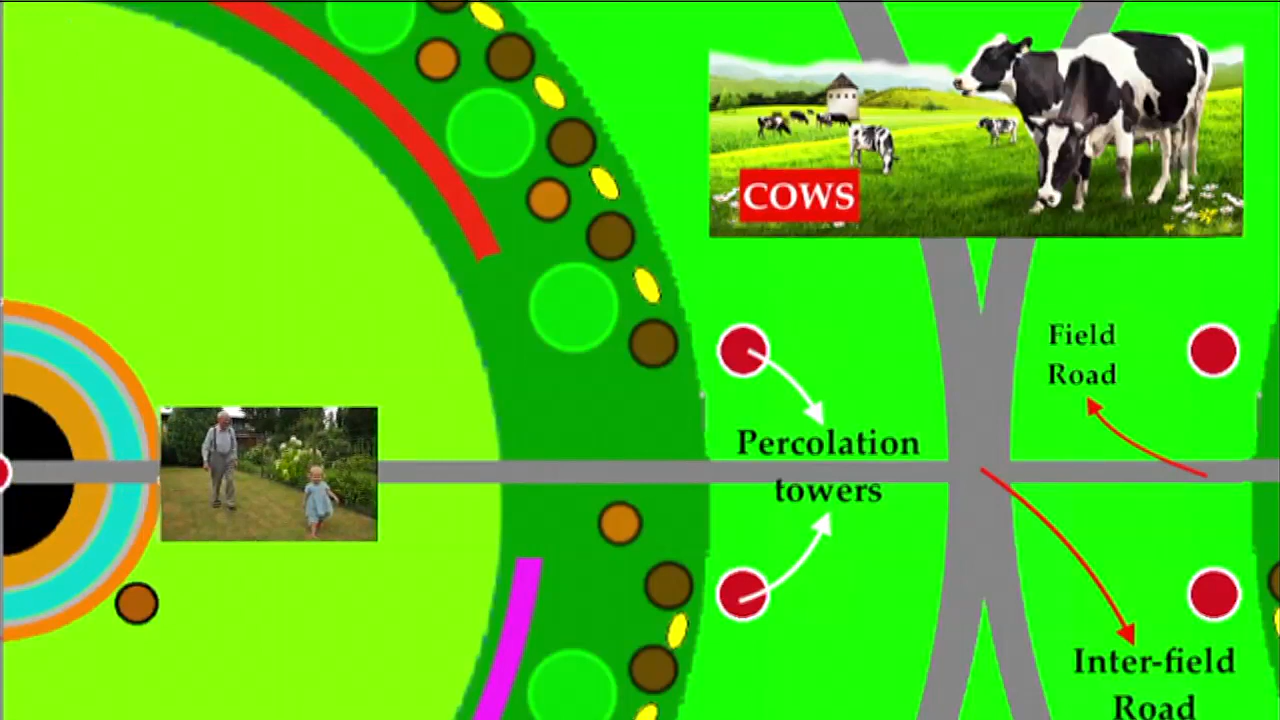 COWS
Field
Road
Percolation
towers
Inter-field
Road